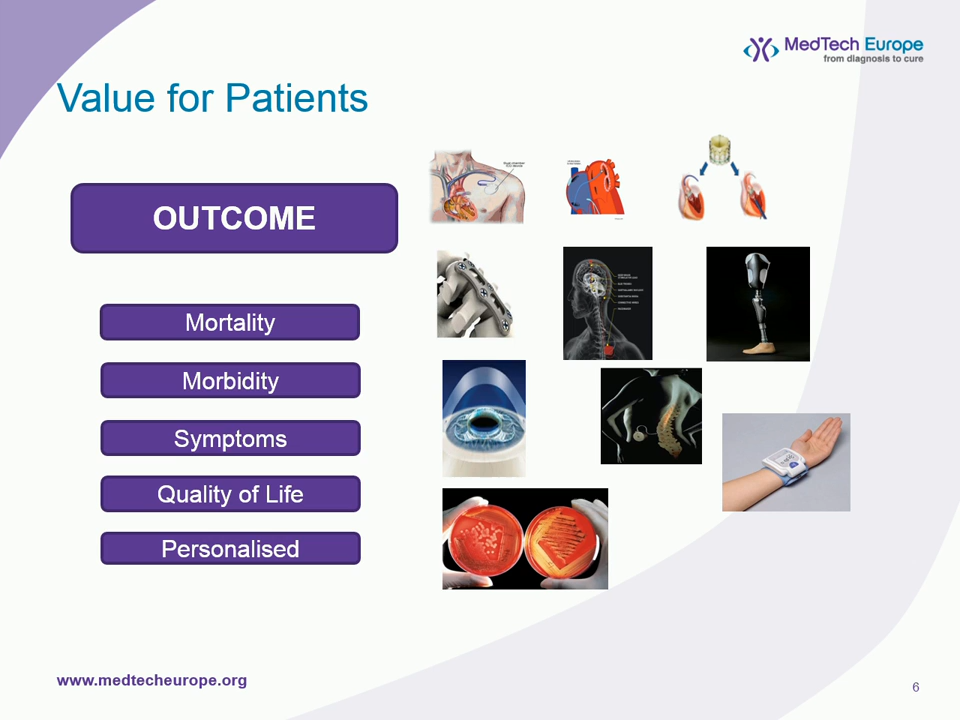 MedTech Europe
from diagnosis to cure
Value for Patients
OUTCOME
Mortality
Morbidity
Symptoms
Quality of Life
Personalised
www.medtecheurope.org
6